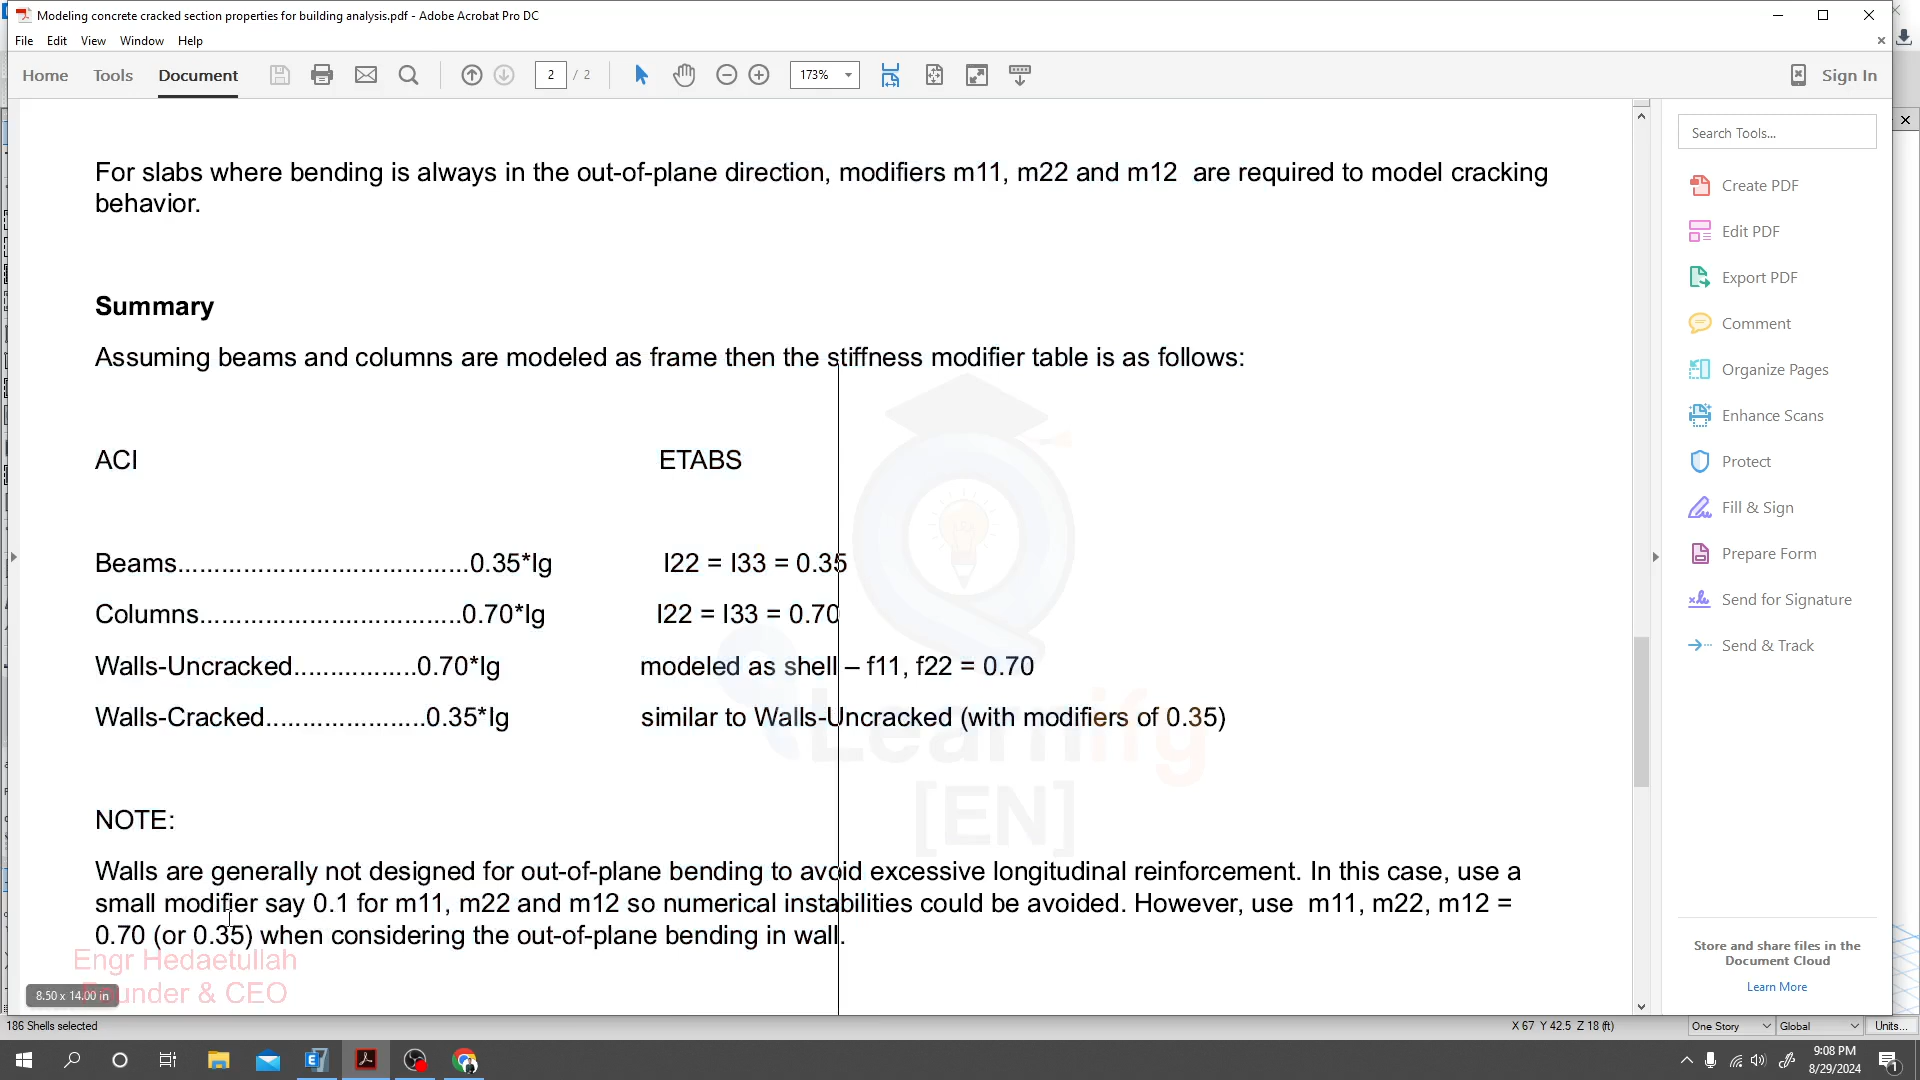 Modeling concrete cracked section properties for building analysis.pdf - Adobe Acrobat Pro DC
File Edit View Window Help
Home Tools Document 2 / 2 173% Sign In
Search Tools...
For slabs where bending is always in the out-of-plane direction, modifiers m11, m22 and m12 are required to model cracking
behavior.
Summary
Assuming beams and columns are modeled as frame then the stiffness modifier table is as follows:
ACI ETABS
Beams........................................0.35*Ig I22 = I33 = 0.35
Columns....................................0.70*Ig I22 = I33 = 0.70
Walls-Uncracked.................0.70*Ig modeled as shell – f11, f22 = 0.70
Walls-Cracked......................0.35*Ig similar to Walls-Uncracked (with modifiers of 0.35)
NOTE:
Walls are generally not designed for out-of-plane bending to avoid excessive longitudinal reinforcement. In this case, use a
small modifier say 0.1 for m11, m22 and m12 so numerical instabilities could be avoided. However, use m11, m22, m12 =
0.70 (or 0.35) when considering the out-of-plane bending in wall.
Learnify
[EN]
Engr Hedaetullah
Founder & CEO
8.50 x 14.00 in
Create PDF
Edit PDF
Export PDF
Comment
Organize Pages
Enhance Scans
Protect
Fill & Sign
Prepare Form
Send for Signature
Send & Track
Store and share files in the
Document Cloud
Learn More
186 Shells selected X 67 Y 42.5 Z 18 (ft) One Story Global Units...
9:08 PM
8/29/2024
1